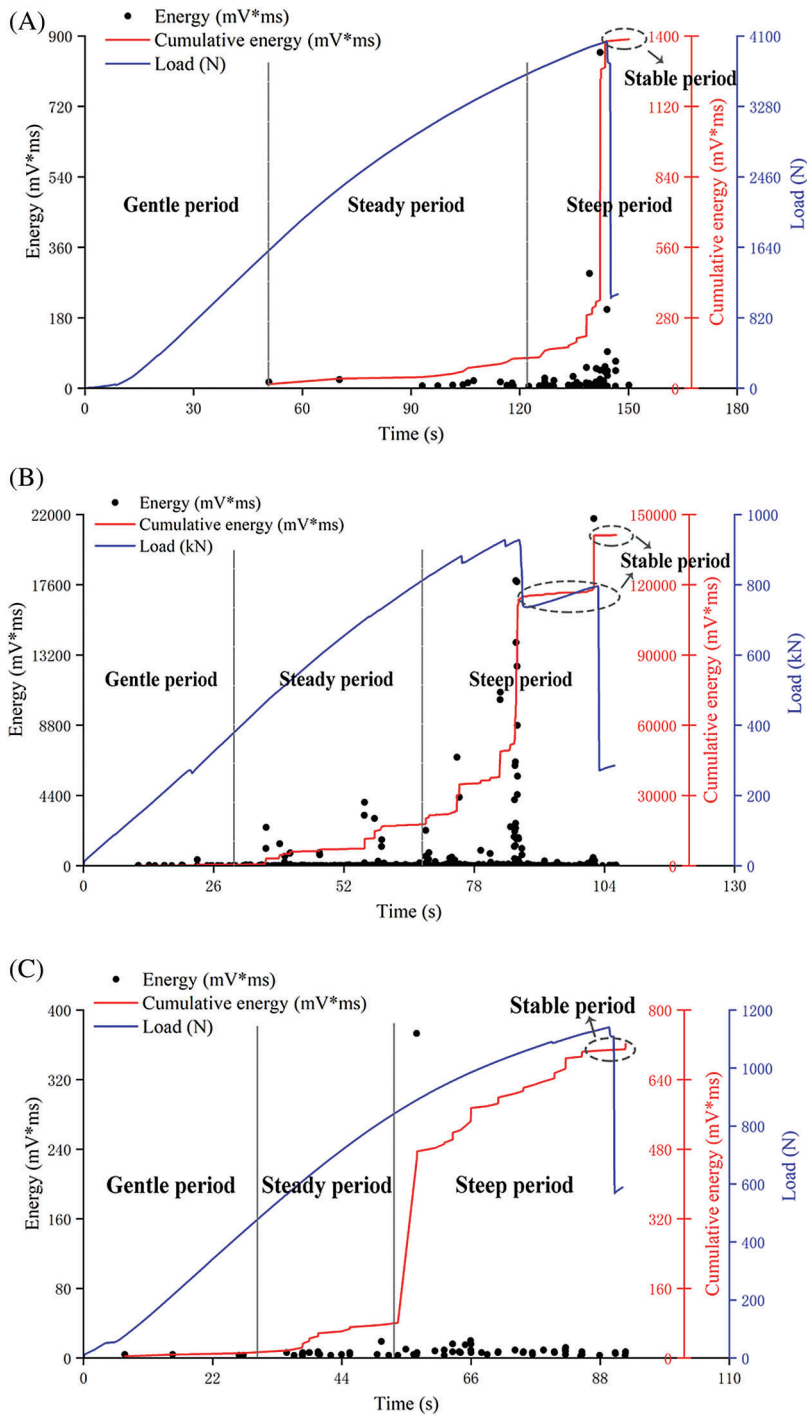 (A)
Energy (mV*ms)
Cumulative energy (mV*ms)
Load (N)
Stable period
Gentle period
Steady period
Steep period
900
720
540
360
180
0
Energy (mV*ms)
1400
1120
840
560
280
0
Cumulative energy (mV*ms)
4100
3280
2460
1640
820
0
Load (N)
0 30 60 90 120 150 180
Time (s)
(B)
Energy (mV*ms)
Cumulative energy (mV*ms)
Load (kN)
Stable period
Gentle period
Steady period
Steep period
22000
17600
13200
8800
4400
0
Energy (mV*ms)
150000
120000
90000
60000
30000
0
Cumulative energy (mV*ms)
1000
800
600
400
200
0
Load (kN)
0 26 52 78 104 130
Time (s)
(C)
Energy (mV*ms)
Cumulative energy (mV*ms)
Load (N)
Stable period
Gentle period
Steady period
Steep period
400
320
240
160
80
0
Energy (mV*ms)
800
640
480
320
160
0
Cumulative energy (mV*ms)
1200
1000
800
600
400
200
0
Load (N)
0 22 44 66 88 110
Time (s)